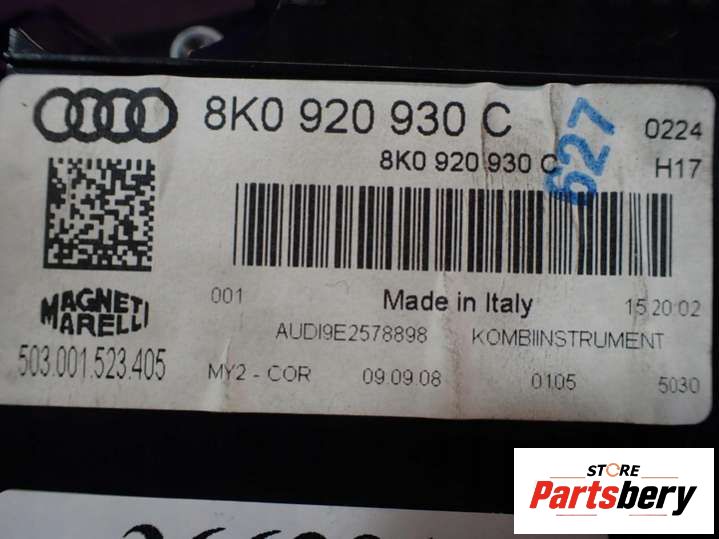 8K0 920 930 C 0224
8K0 920 930 C H17
627
001 Made in Italy 15:20:02
MAGNETI
MARELLI
AUDI9E2578898 KOMBIINSTRUMENT
503.001.523.405
MY2 - COR 09.09.08 0105 5030
STORE
Partsbery